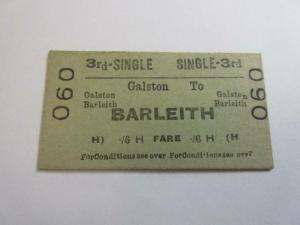 3rd-SINGLE SINGLE-3rd
Galston To
Galston Galston
Barleith Barleith
BARLEITH
H) -/6 H FARE -/6 H (H
For Conditions see over For Conditions see over
060 060